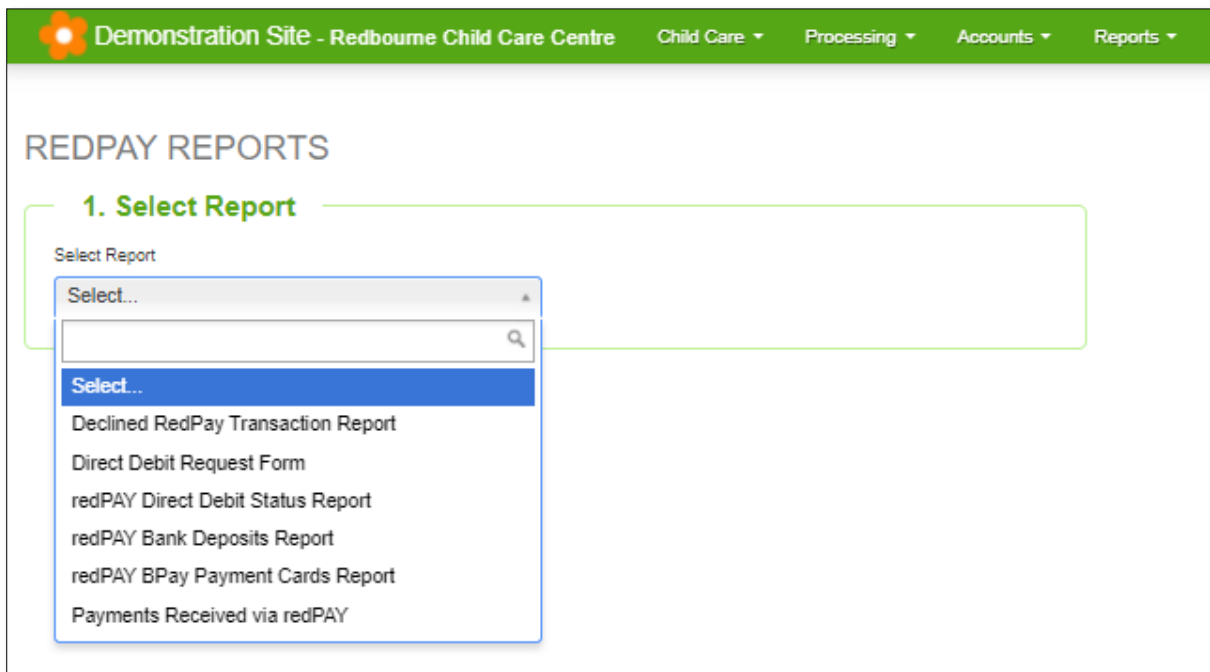 Demonstration Site - Redbourne Child Care Centre Child Care Processing Accounts Reports
REDPAY REPORTS
1. Select Report
Select Report
Select...
Select...
Declined RedPay Transaction Report
Direct Debit Request Form
redPAY Direct Debit Status Report
redPAY Bank Deposits Report
redPAY BPay Payment Cards Report
Payments Received via redPAY